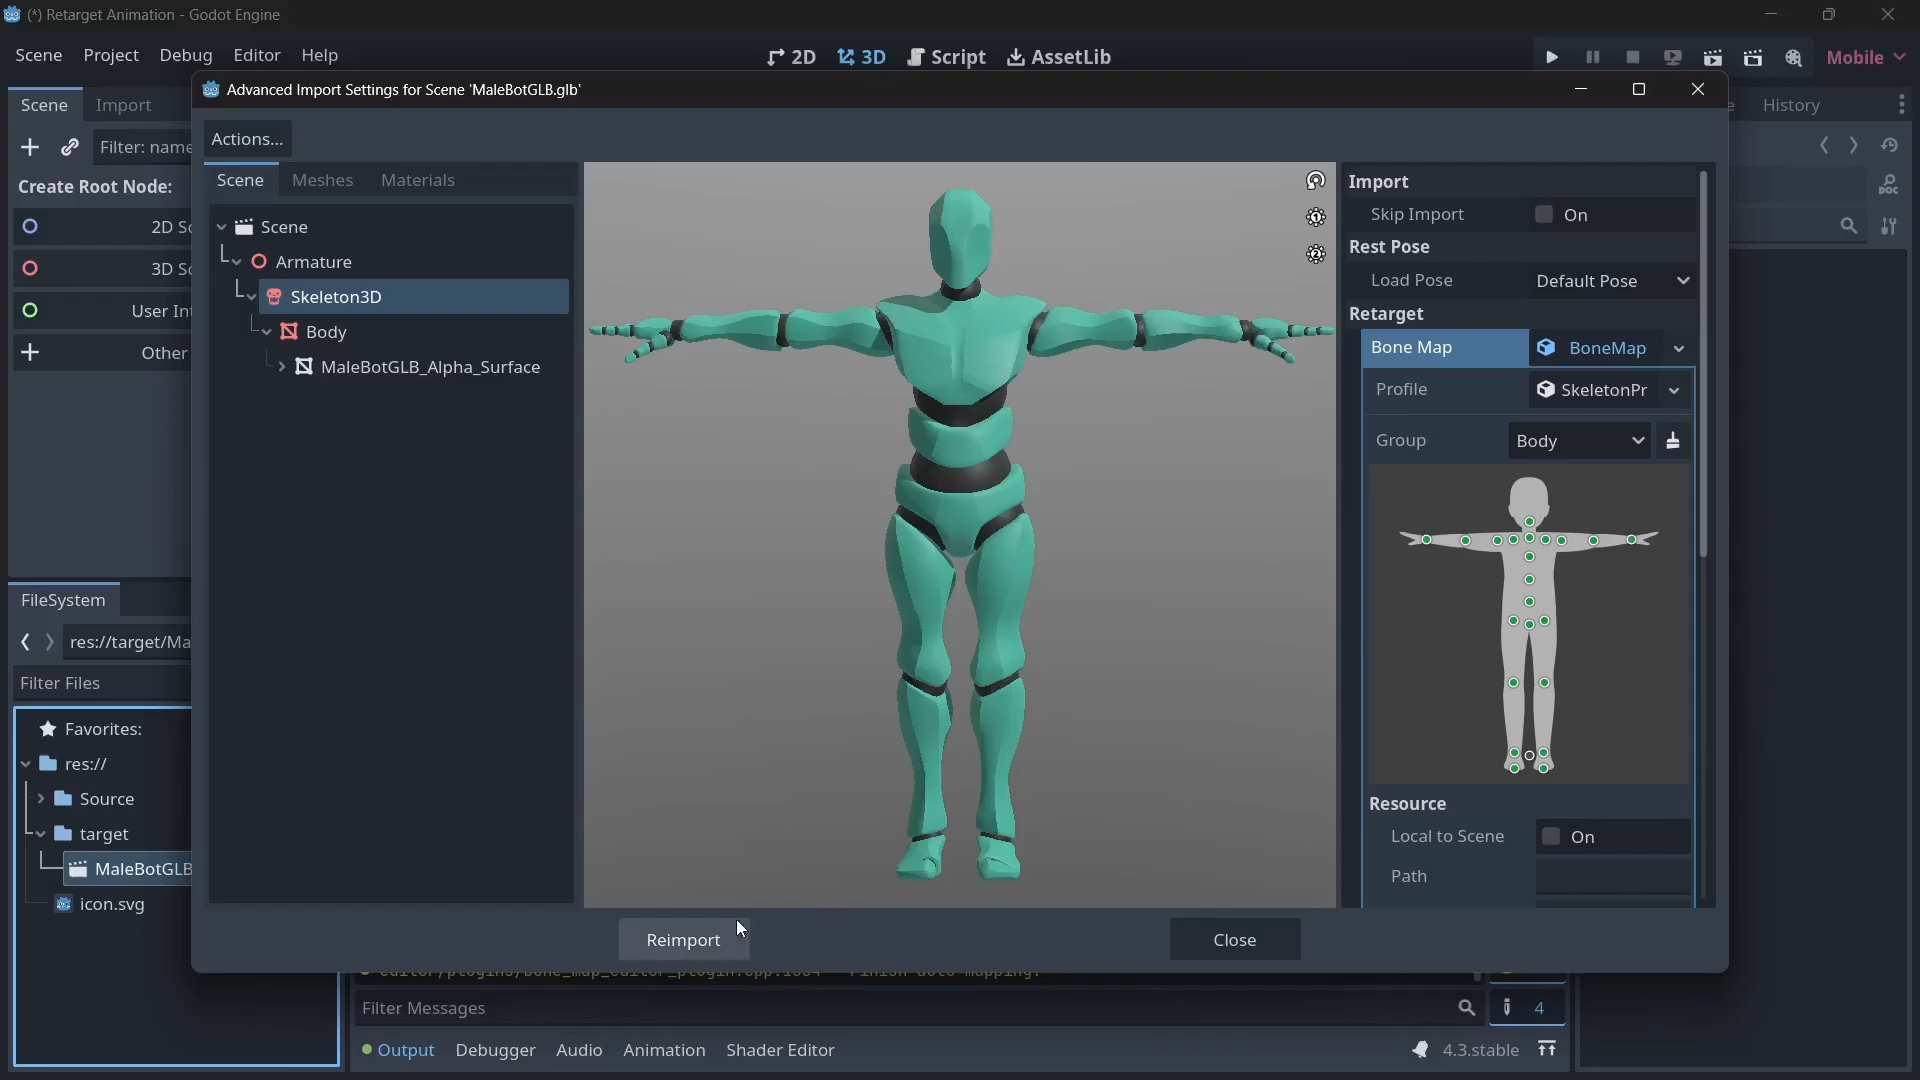 (*) Retarget Animation - Godot Engine
Scene Project Debug Editor Help
2D 3D Script AssetLib
Mobile
Scene Import
Advanced Import Settings for Scene 'MaleBotGLB.glb'
History
Filter: name
Create Root Node:
2D Sc
3D Sc
User Int
Other
Actions...
Scene Meshes Materials
Scene
Armature
Skeleton3D
Body
MaleBotGLB_Alpha_Surface
1
2
Import
Skip Import On
Rest Pose
Load Pose Default Pose
Retarget
Bone Map BoneMap
Profile SkeletonPr
Group Body
Resource
Local to Scene On
Path
DOC
FileSystem
res://target/Ma
Filter Files
Favorites:
res://
Source
target
MaleBotGLB
icon.svg
Reimport Close
Filter Messages
4
Output Debugger Audio Animation Shader Editor
4.3.stable